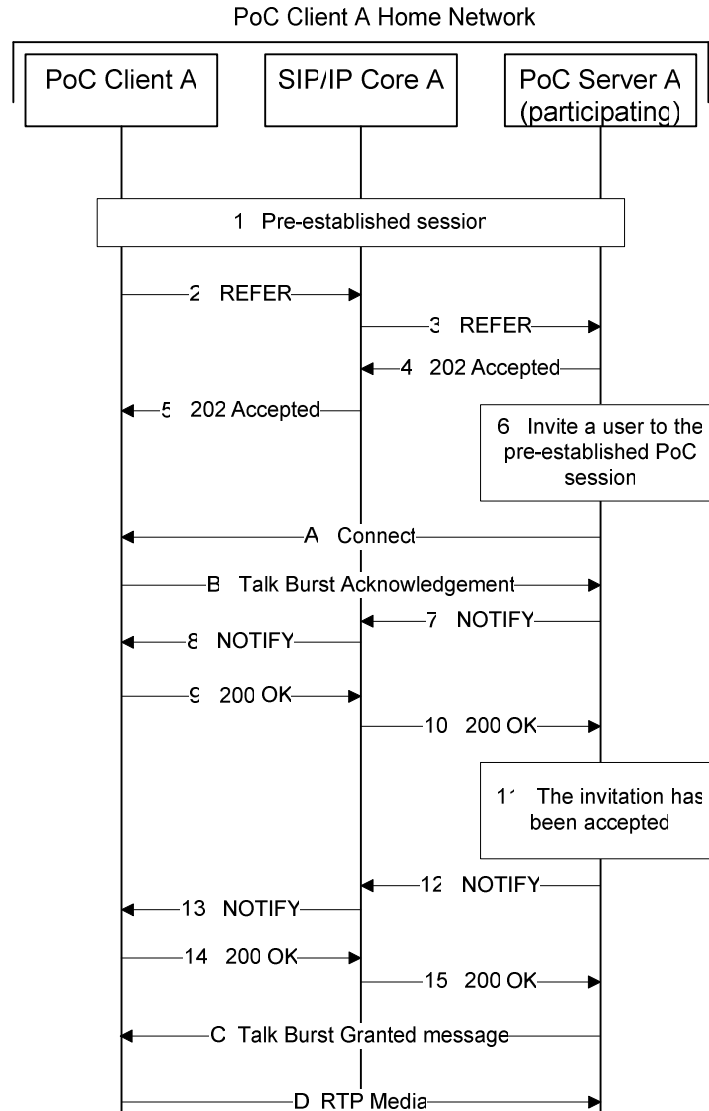 PoC Client A Home Network
PoC Client A
SIP/IP Core A
PoC Server A
(participating)
1 Pre-established session
2 REFER
3 REFER
4 202 Accepted
5 202 Accepted
6 Invite a user to the
pre-established PoC
session
A Connect
B Talk Burst Acknowledgement
7 NOTIFY
8 NOTIFY
9 200 OK
10 200 OK
11 The invitation has
been accepted
12 NOTIFY
13 NOTIFY
14 200 OK
15 200 OK
C Talk Burst Granted message
D RTP Media